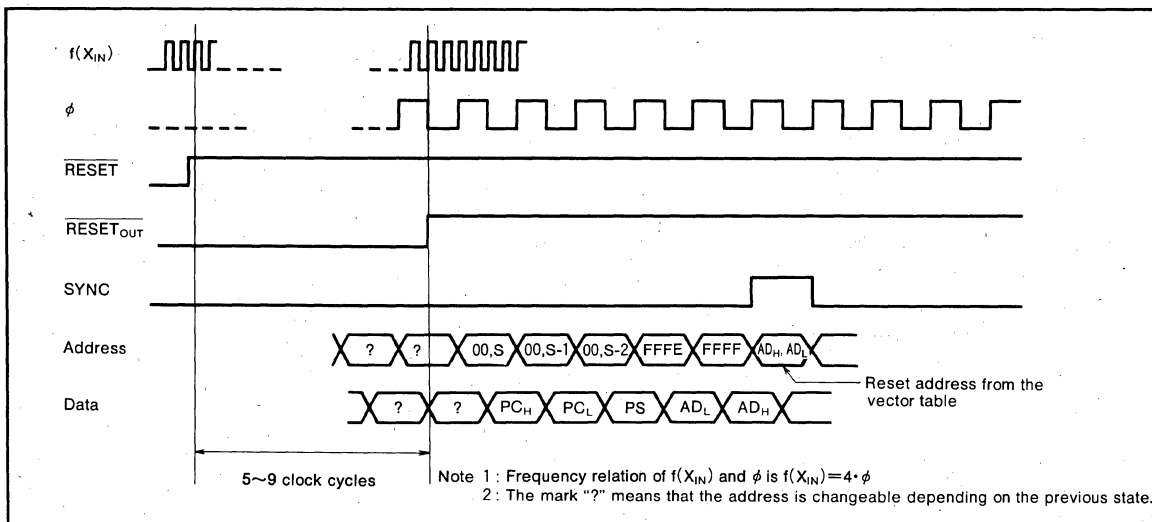 f(X_IN)
φ
RESET
RESET_OUT
SYNC
Address
? ? 00,S 00,S-1 00,S-2 FFFE FFFF AD_H, AD_L
Reset address from the
vector table
Data
? ? PC_H PC_L PS AD_L AD_H
5~9 clock cycles
Note 1 : Frequency relation of f(X_IN) and φ is f(X_IN)=4·φ
2 : The mark "?" means that the address is changeable depending on the previous state.